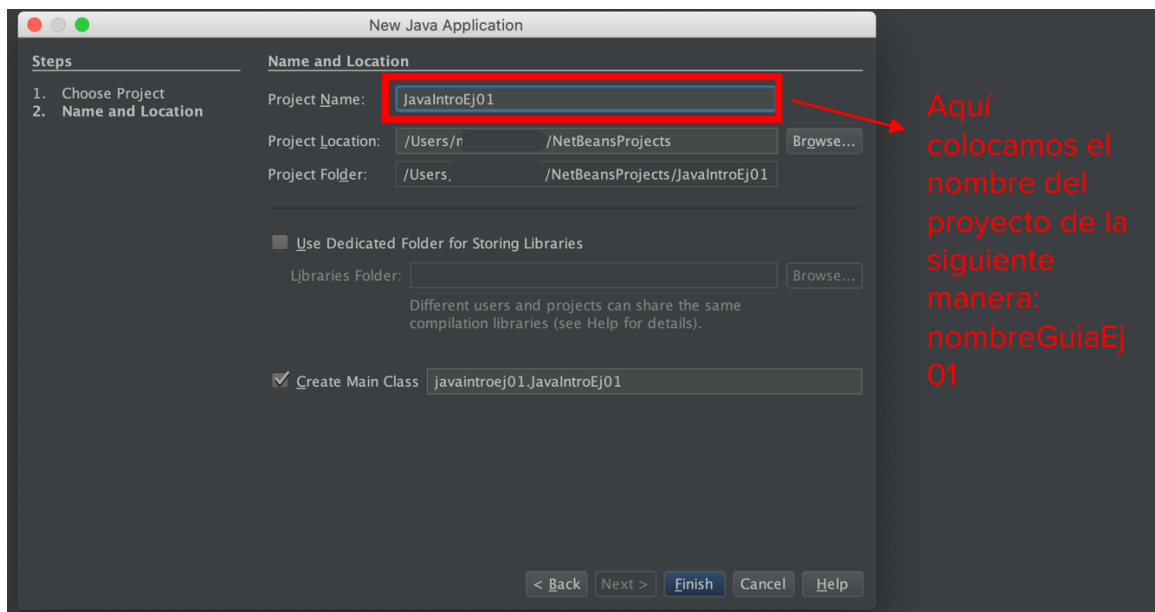 New Java Application
Steps
1. Choose Project
2. Name and Location
Name and Location
Project Name: JavaIntroEj01
Project Location: /Users/ /NetBeansProjects Browse...
Project Folder: /Users, /NetBeansProjects/JavaIntroEj01
Use Dedicated Folder for Storing Libraries
Libraries Folder: Browse...
Different users and projects can share the same
compilation libraries (see Help for details).
Create Main Class javaintroej01.JavaIntroEj01
< Back Next > Finish Cancel Help
Aquí
colocamos el
nombre del
proyecto de la
siguiente
manera:
nombreGuiaEj
01